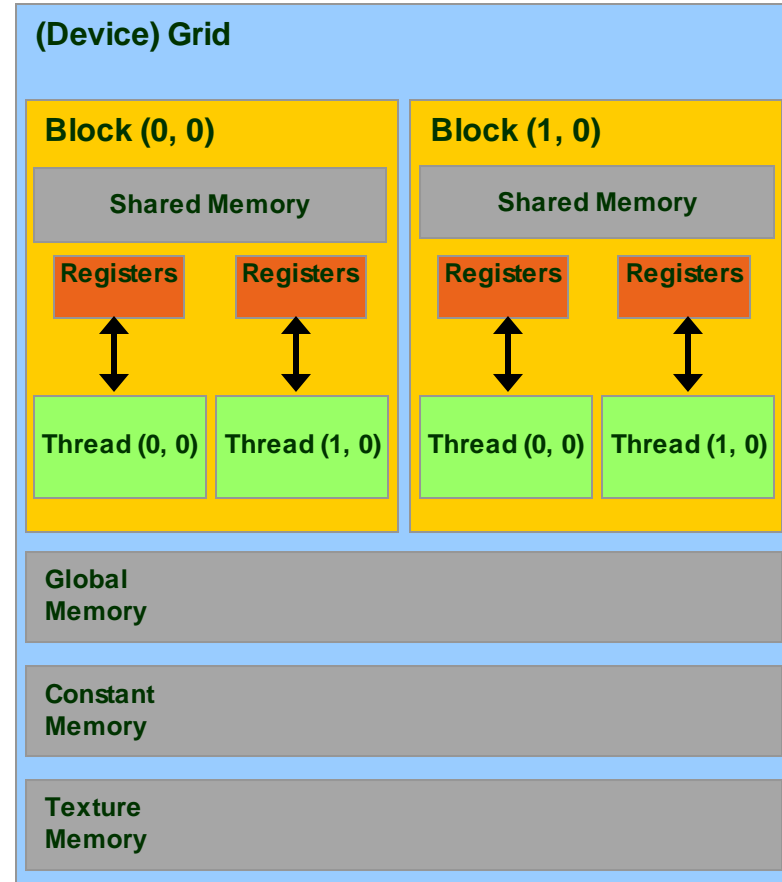 (Device) Grid
Block (0, 0)
Shared Memory
Registers
Registers
Thread (0, 0)
Thread (1, 0)
Block (1, 0)
Shared Memory
Registers
Registers
Thread (0, 0)
Thread (1, 0)
Global
Memory
Constant
Memory
Texture
Memory